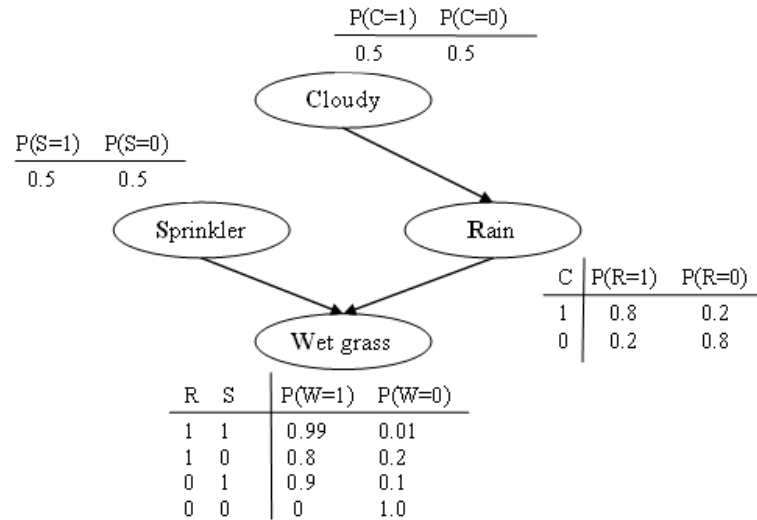 P(C=1) P(C=0)
0.5 0.5
Cloudy
P(S=1) P(S=0)
0.5 0.5
Sprinkler
Rain
C P(R=1) P(R=0)
1 0.8 0.2
0 0.2 0.8
Wet grass
R S P(W=1) P(W=0)
1 1 0.99 0.01
1 0 0.8 0.2
0 1 0.9 0.1
0 0 0 1.0